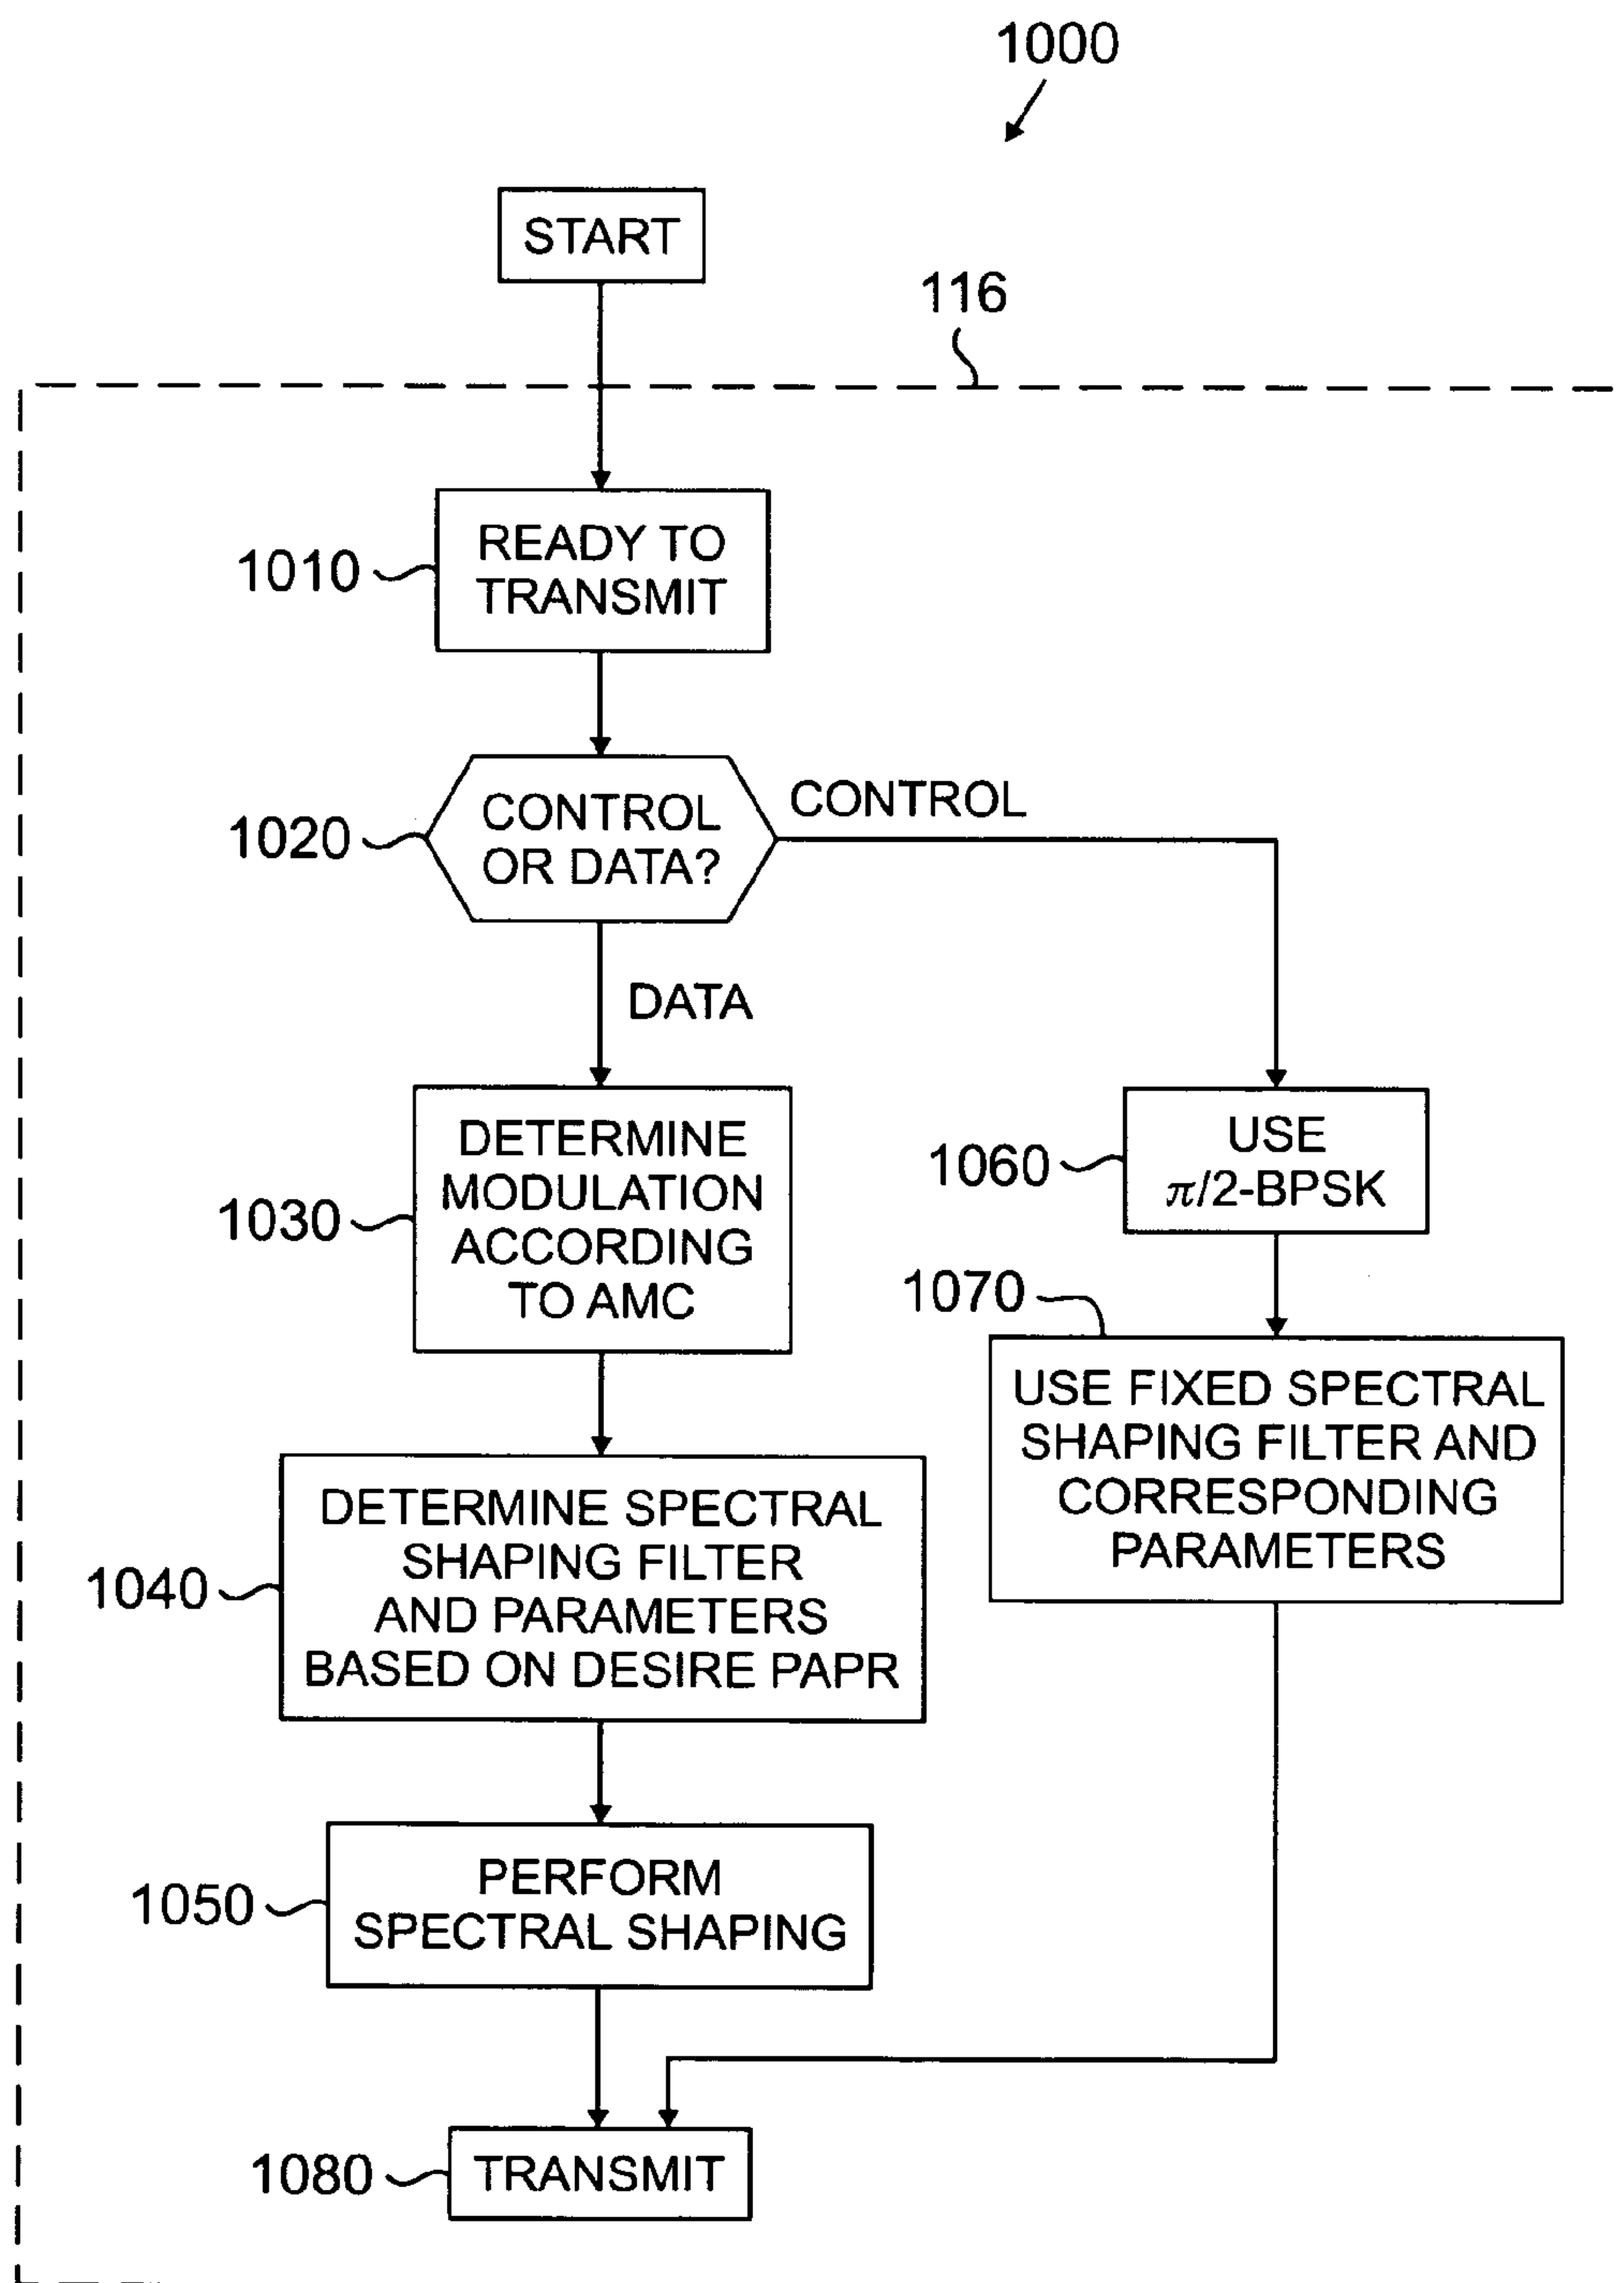 1000
START
116
1010
READY TO
TRANSMIT
1020
CONTROL
OR DATA?
CONTROL
DATA
1030
DETERMINE
MODULATION
ACCORDING
TO AMC
1060
USE
π/2-BPSK
1070
USE FIXED SPECTRAL
SHAPING FILTER AND
CORRESPONDING
PARAMETERS
1040
DETERMINE SPECTRAL
SHAPING FILTER
AND PARAMETERS
BASED ON DESIRE PAPR
1050
PERFORM
SPECTRAL SHAPING
1080
TRANSMIT